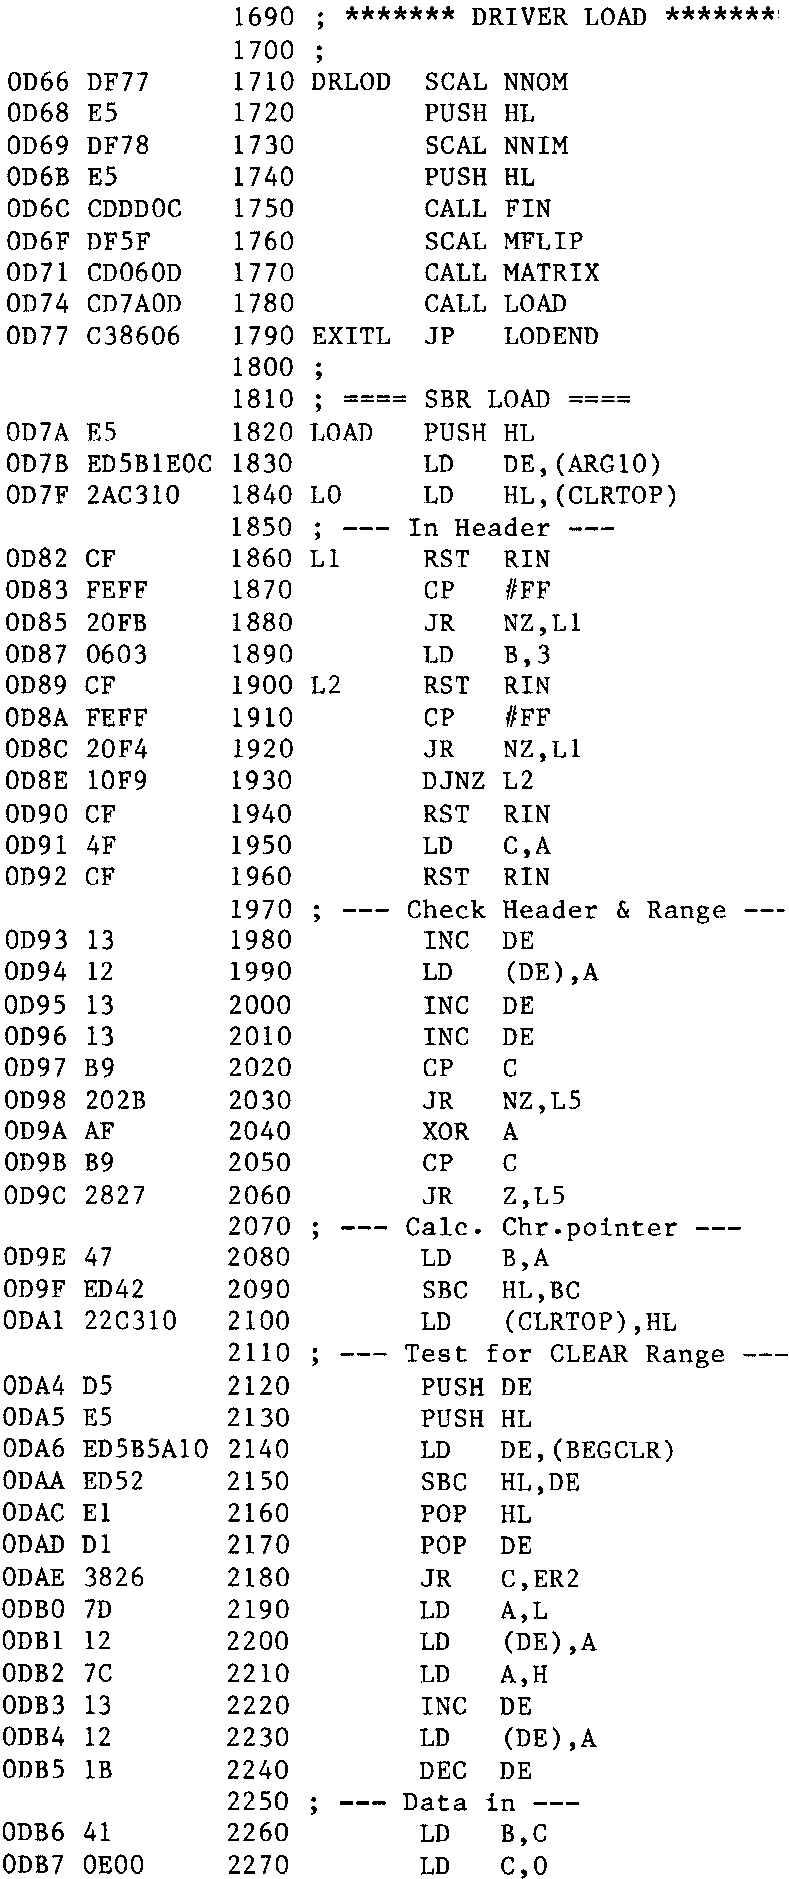 1690 ; ******* DRIVER LOAD *******
1700 ;
0D66 DF77 1710 DRLOD SCAL NNOM
0D68 E5 1720 PUSH HL
0D69 DF78 1730 SCAL NNIM
0D6B E5 1740 PUSH HL
0D6C CDDD0C 1750 CALL FIN
0D6F DF5F 1760 SCAL MFLIP
0D71 CD060D 1770 CALL MATRIX
0D74 CD7A0D 1780 CALL LOAD
0D77 C38606 1790 EXITL JP LODEND
1800 ;
1810 ; ==== SBR LOAD ====
0D7A E5 1820 LOAD PUSH HL
0D7B ED5B1E0C 1830 LD DE,(ARG10)
0D7F 2AC310 1840 L0 LD HL,(CLRTOP)
1850 ; --- In Header ---
0D82 CF 1860 L1 RST RIN
0D83 FEFF 1870 CP #FF
0D85 20FB 1880 JR NZ,L1
0D87 0603 1890 LD B,3
0D89 CF 1900 L2 RST RIN
0D8A FEFF 1910 CP #FF
0D8C 20F4 1920 JR NZ,L1
0D8E 10F9 1930 DJNZ L2
0D90 CF 1940 RST RIN
0D91 4F 1950 LD C,A
0D92 CF 1960 RST RIN
1970 ; --- Check Header & Range ---
0D93 13 1980 INC DE
0D94 12 1990 LD (DE),A
0D95 13 2000 INC DE
0D96 13 2010 INC DE
0D97 B9 2020 CP C
0D98 202B 2030 JR NZ,L5
0D9A AF 2040 XOR A
0D9B B9 2050 CP C
0D9C 2827 2060 JR Z,L5
2070 ; --- Calc. Chr.pointer ---
0D9E 47 2080 LD B,A
0D9F ED42 2090 SBC HL,BC
0DA1 22C310 2100 LD (CLRTOP),HL
2110 ; --- Test for CLEAR Range ---
0DA4 D5 2120 PUSH DE
0DA5 E5 2130 PUSH HL
0DA6 ED5B5A10 2140 LD DE,(BEGCLR)
0DAA ED52 2150 SBC HL,DE
0DAC E1 2160 POP HL
0DAD D1 2170 POP DE
0DAE 3826 2180 JR C,ER2
0DB0 7D 2190 LD A,L
0DB1 12 2200 LD (DE),A
0DB2 7C 2210 LD A,H
0DB3 13 2220 INC DE
0DB4 12 2230 LD (DE),A
0DB5 1B 2240 DEC DE
2250 ; --- Data in ---
0DB6 41 2260 LD B,C
0DB7 0E00 2270 LD C,0